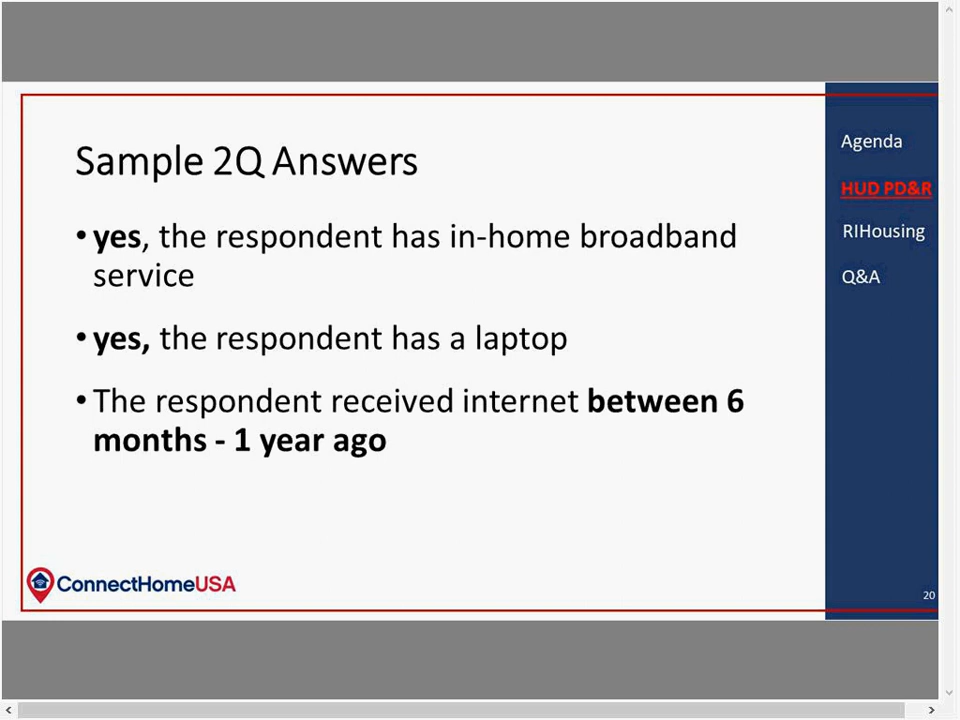 Sample 2Q Answers
• yes, the respondent has in-home broadband
service
• yes, the respondent has a laptop
• The respondent received internet between 6
months - 1 year ago
ConnectHomeUSA
Agenda
HUD PD&R
RIHousing
Q&A
20